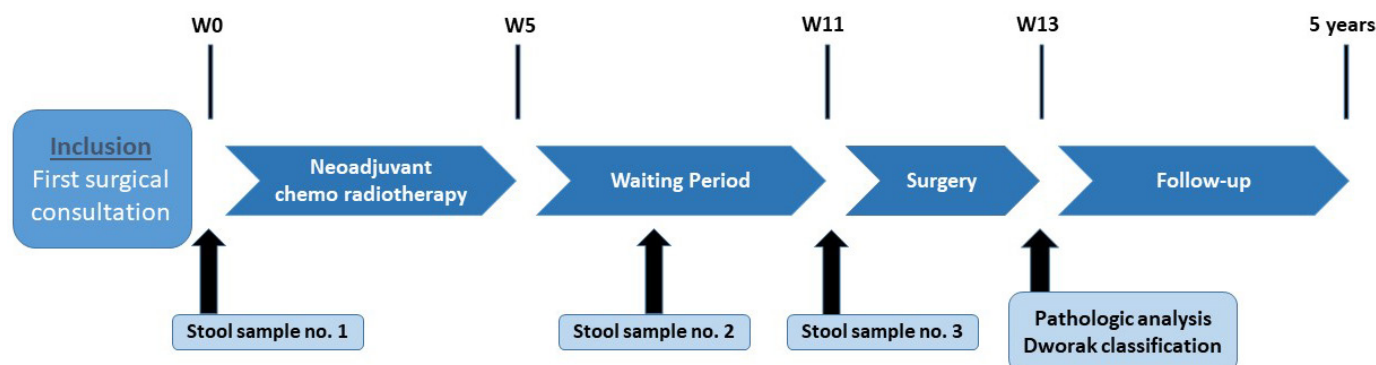 W0
W5
W11
W13
5 years
Inclusion
First surgical
consultation
Neoadjuvant
chemo radiotherapy
Waiting Period
Surgery
Follow-up
Stool sample no. 1
Stool sample no. 2
Stool sample no. 3
Pathologic analysis
Dworak classification